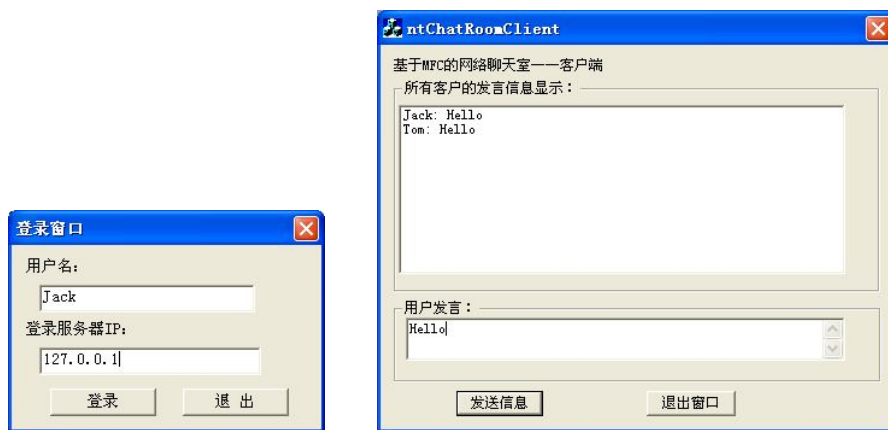 登录窗口
用户名:
Jack
登录服务器IP:
127.0.0.1
登录
退 出
ntChatRoomClient
基于MFC的网络聊天室——客户端
所有客户的发言信息显示：
Jack: Hello
Tom: Hello
用户发言：
Hello
发送信息
退出窗口